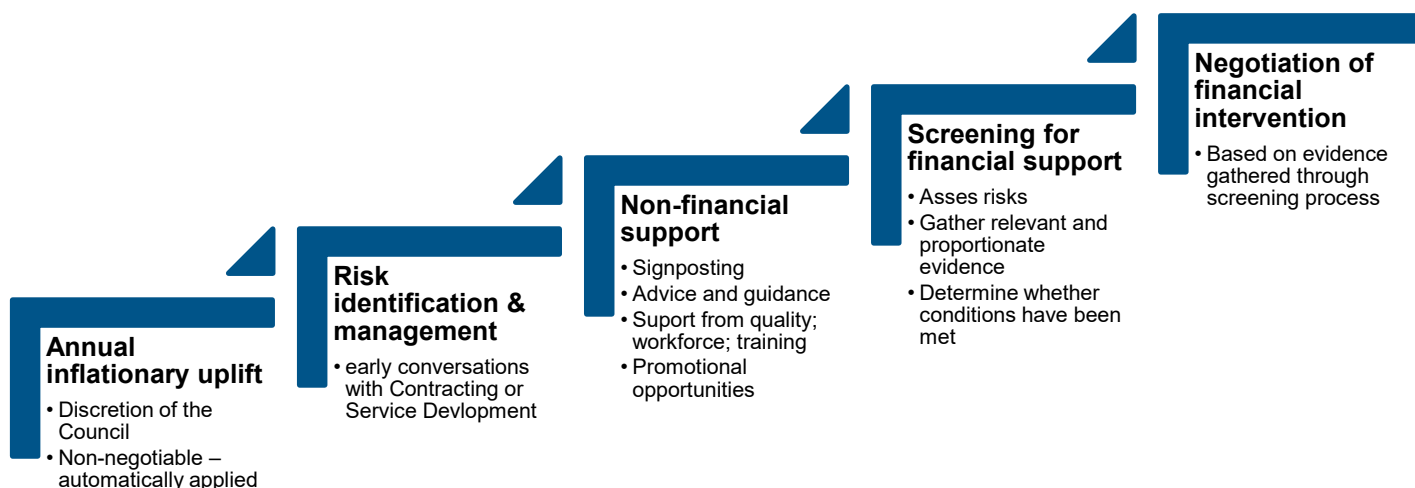 Annual
inflationary uplift
• Discretion of the
Council
• Non-negotiable –
automatically applied
Risk
identification &
management
• early conversations
with Contracting or
Service Devlopment
Non-financial
support
• Signposting
• Advice and guidance
• Suport from quality;
workforce; training
• Promotional
opportunities
Screening for
financial support
• Asses risks
• Gather relevant and
proportionate
evidence
• Determine whether
conditions have been
met
Negotiation of
financial
intervention
• Based on evidence
gathered through
screening process